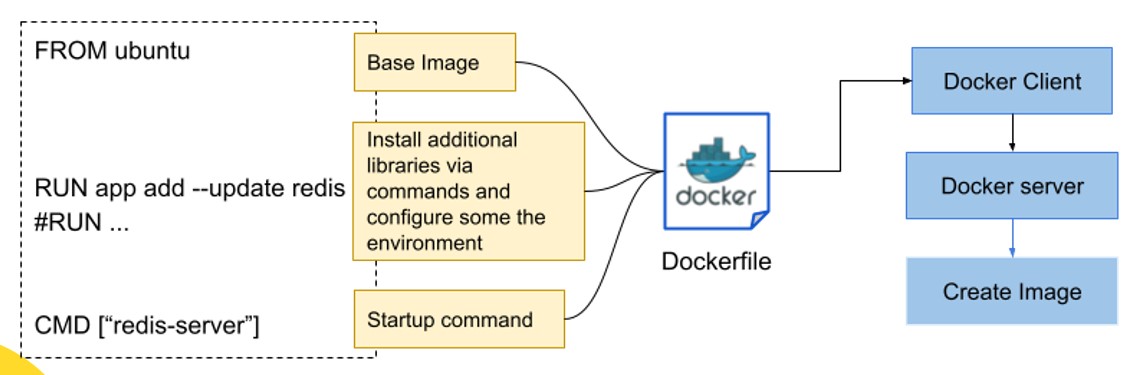 FROM ubuntu
Base Image
Install additional
libraries via
commands and
configure some the
environment
RUN app add --update redis
#RUN ...
CMD [“redis-server”]
Startup command
docker
Dockerfile
Docker Client
Docker server
Create Image